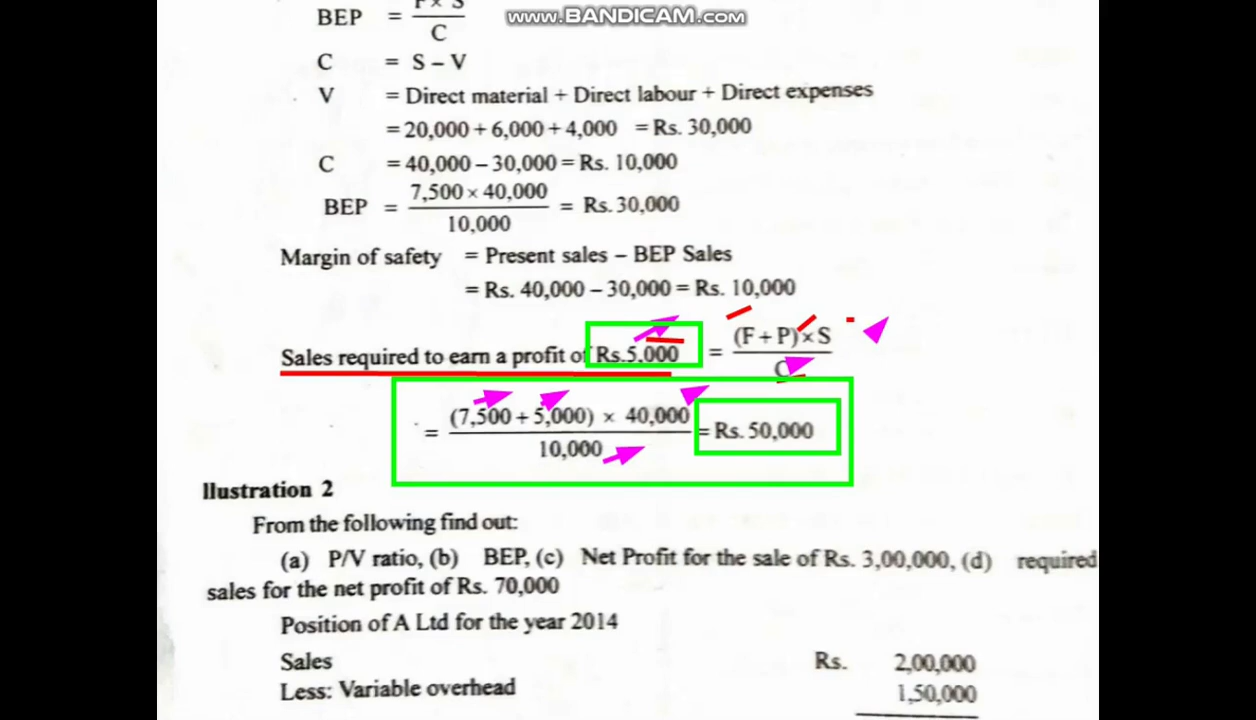 www.BANDICAM.com
BEP = F × S
C
C = S – V
V = Direct material + Direct labour + Direct expenses
= 20,000 + 6,000 + 4,000 = Rs. 30,000
C = 40,000 – 30,000 = Rs. 10,000
BEP = 7,500 × 40,000 / 10,000 = Rs. 30,000
Margin of safety = Present sales – BEP Sales
= Rs. 40,000 – 30,000 = Rs. 10,000
Sales required to earn a profit of Rs.5,000 = (F + P) × S / C
= (7,500 + 5,000) × 40,000 / 10,000 = Rs. 50,000
llustration 2
From the following find out:
(a) P/V ratio, (b) BEP, (c) Net Profit for the sale of Rs. 3,00,000, (d) required
sales for the net profit of Rs. 70,000
Position of A Ltd for the year 2014
Sales Rs. 2,00,000
Less: Variable overhead 1,50,000